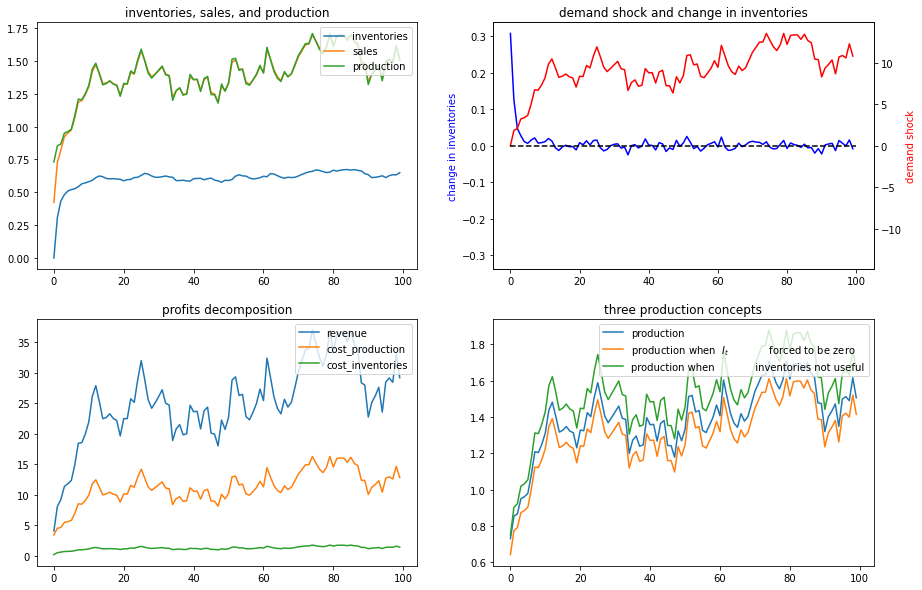 inventories, sales, and production
1.75
1.50
1.25
1.00
0.75
0.50
0.25
0.00
0 20 40 60 80 100
inventories
sales
production
demand shock and change in inventories
change in inventories
0.3
0.2
0.1
0.0
−0.1
−0.2
−0.3
0 20 40 60 80 100
10
5
0
−5
−10
demand shock
profits decomposition
35
30
25
20
15
10
5
0
0 20 40 60 80 100
revenue
cost_production
cost_inventories
three production concepts
1.8
1.6
1.4
1.2
1.0
0.8
0.6
0 20 40 60 80 100
production
production when I_t forced to be zero
production when inventories not useful